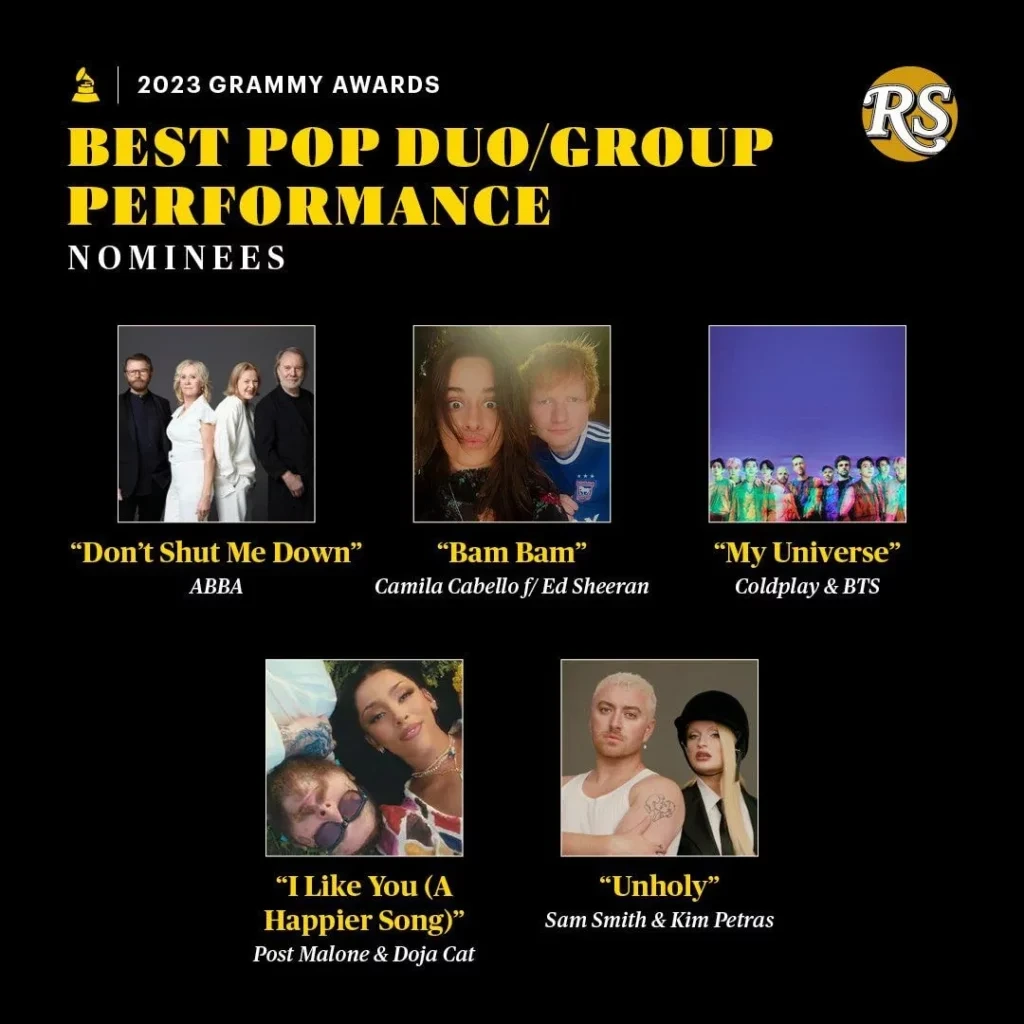 2023 GRAMMY AWARDS
RS
BEST POP DUO/GROUP
PERFORMANCE
NOMINEES
“Don’t Shut Me Down”
ABBA
“Bam Bam”
Camila Cabello f/ Ed Sheeran
“My Universe”
Coldplay & BTS
“I Like You (A
Happier Song)”
Post Malone & Doja Cat
“Unholy”
Sam Smith & Kim Petras